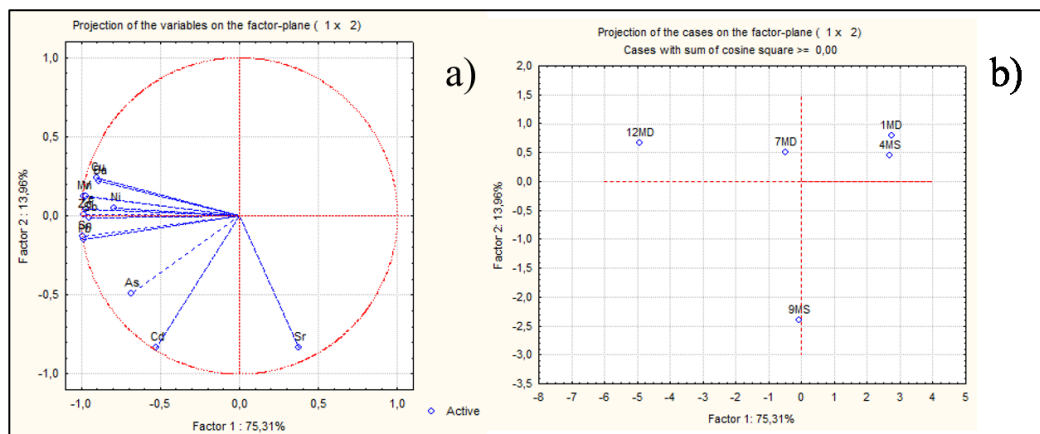 Projection of the variables on the factor-plane ( 1 x 2)
a)
1,0
0,5
0,0
-0,5
-1,0
Factor 2 : 13,96%
Cu
Mn
Ni
As
Cd
Sr
-1,0 -0,5 0,0 0,5 1,0
Factor 1 : 75,31%
Active
Projection of the cases on the factor-plane ( 1 x 2)
Cases with sum of cosine square >= 0,00
b)
2,0
1,5
1,0
0,5
0,0
-0,5
-1,0
-1,5
-2,0
-2,5
-3,0
-3,5
Factor 2: 13,96%
12MD
7MD
1MD
4MS
9MS
-8 -7 -6 -5 -4 -3 -2 -1 0 1 2 3 4 5
Factor 1: 75,31%